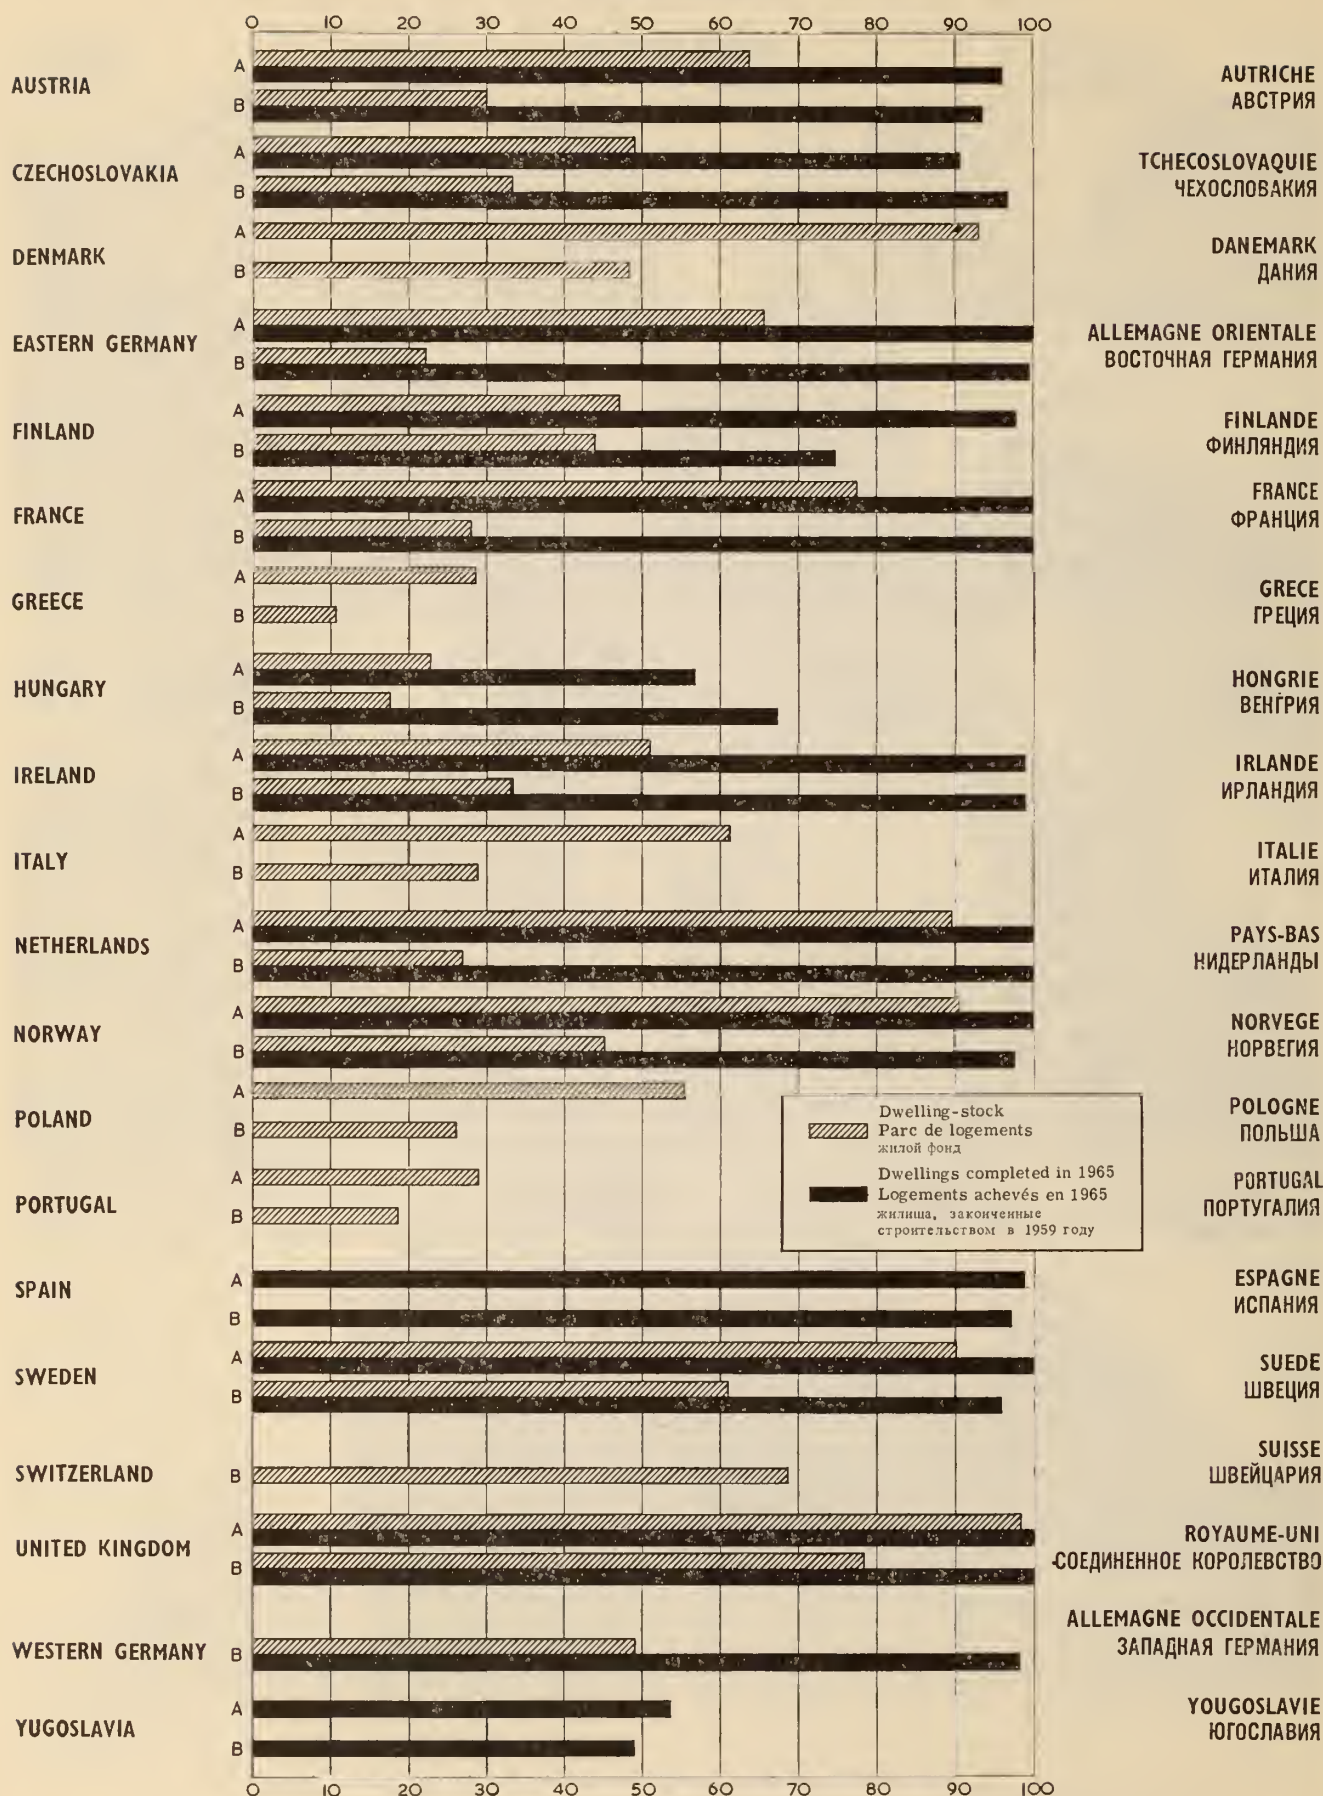 0 10 20 30 40 50 60 70 80 90 100
AUSTRIA
A
B
AUTRICHE
АВСТРИЯ
CZECHOSLOVAKIA
A
B
TCHECOSLOVAQUIE
ЧЕХОСЛОВАКИЯ
DENMARK
A
B
DANEMARK
ДАНИЯ
EASTERN GERMANY
A
B
ALLEMAGNE ORIENTALE
ВОСТОЧНАЯ ГЕРМАНИЯ
FINLAND
A
B
FINLANDE
ФИНЛЯНДИЯ
FRANCE
A
B
FRANCE
ФРАНЦИЯ
GREECE
A
B
GRECE
ГРЕЦИЯ
HUNGARY
A
B
HONGRIE
ВЕНГРИЯ
IRELAND
A
B
IRLANDE
ИРЛАНДИЯ
ITALY
A
B
ITALIE
ИТАЛИЯ
NETHERLANDS
A
B
PAYS-BAS
НИДЕРЛАНДЫ
NORWAY
A
B
NORVEGE
НОРВЕГИЯ
POLAND
A
B
POLOGNE
ПОЛЬША
Dwelling-stock
Parc de logements
жилой фонд
Dwellings completed in 1965
Logements achevés en 1965
жилища, законченные
строительством в 1959 году
PORTUGAL
A
B
PORTUGAL
ПОРТУГАЛИЯ
SPAIN
A
B
ESPAGNE
ИСПАНИЯ
SWEDEN
A
B
SUEDE
ШВЕЦИЯ
SWITZERLAND
B
SUISSE
ШВЕЙЦАРИЯ
UNITED KINGDOM
A
B
ROYAUME-UNI
СОЕДИНЕННОЕ КОРОЛЕВСТВО
WESTERN GERMANY
B
ALLEMAGNE OCCIDENTALE
ЗАПАДНАЯ ГЕРМАНИЯ
YUGOSLAVIA
A
B
YOUGOSLAVIE
ЮГОСЛАВИЯ
0 10 20 30 40 50 60 70 80 90 100